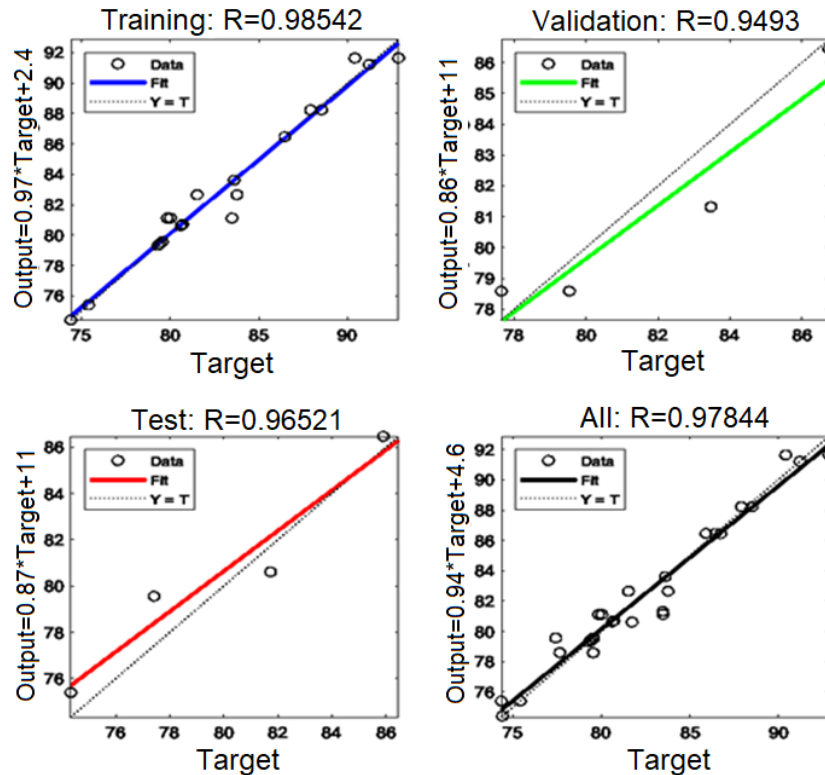 Training: R=0.98542
Output=0.97*Target+2.4
92
90
88
86
84
82
80
78
76
Data
Fit
Y = T
75
80
85
90
Target
Validation: R=0.9493
Output=0.86*Target+11
86
85
84
83
82
81
80
79
78
Data
Fit
Y = T
78
80
82
84
86
Target
Test: R=0.96521
Output=0.87*Target+11
86
84
82
80
78
76
Data
Fit
Y = T
76
78
80
82
84
86
Target
All: R=0.97844
Output=0.94*Target+4.6
92
90
88
86
84
82
80
78
76
Data
Fit
Y = T
75
80
85
90
Target